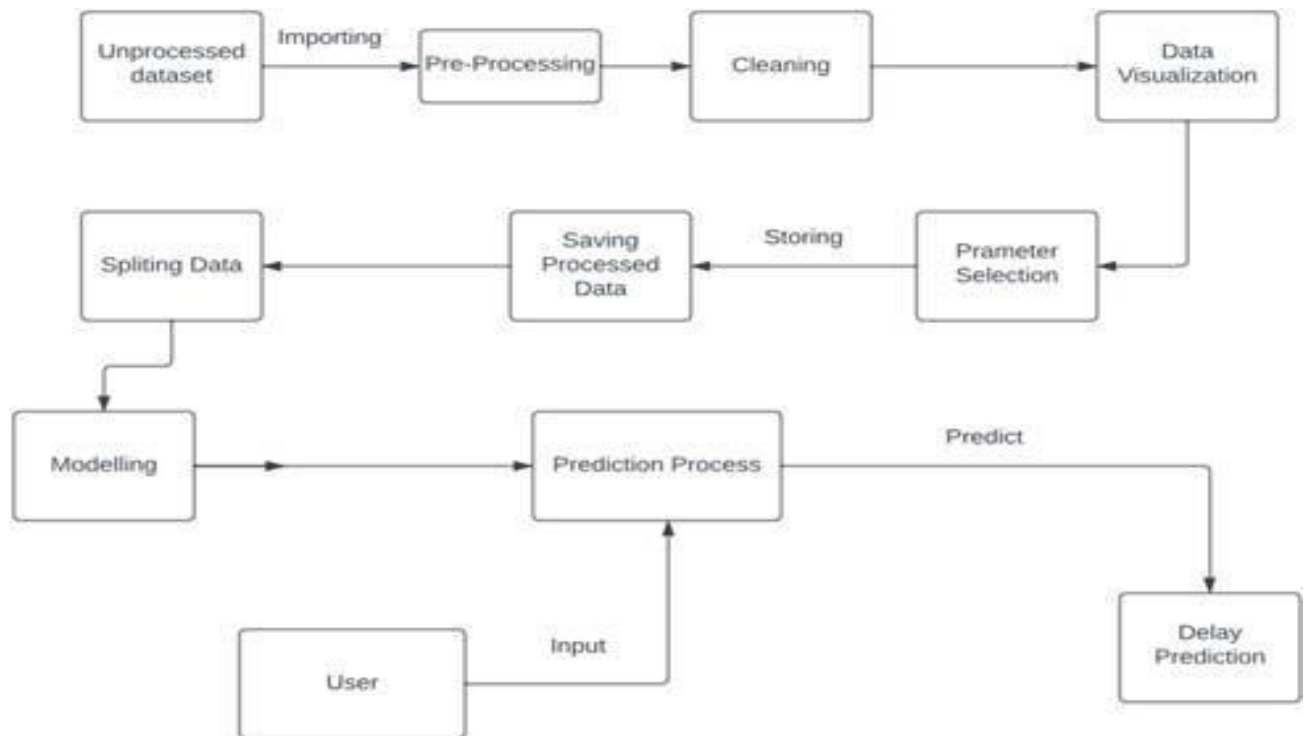 Unprocessed
dataset
Importing
Pre-Processing
Cleaning
Data
Visualization
Spliting Data
Saving
Processed
Data
Storing
Prameter
Selection
Modelling
Prediction Process
Predict
User
Input
Delay
Prediction